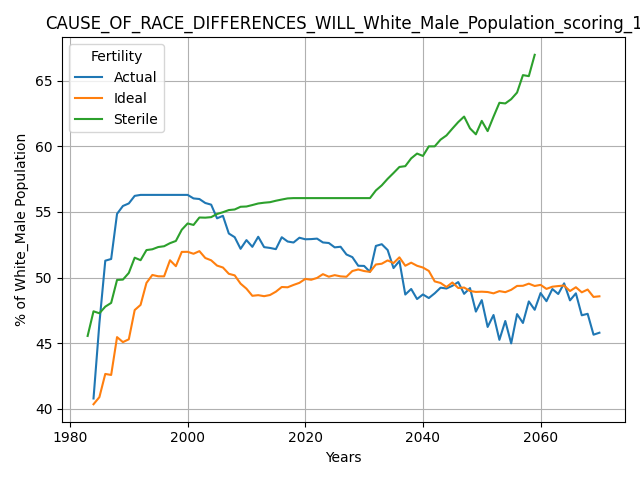 CAUSE_OF_RACE_DIFFERENCES_WILL_White_Male_Population_scoring_1
Fertility
Actual
Ideal
Sterile
% of White_Male Population
65
60
55
50
45
40
1980
2000
2020
2040
2060
Years